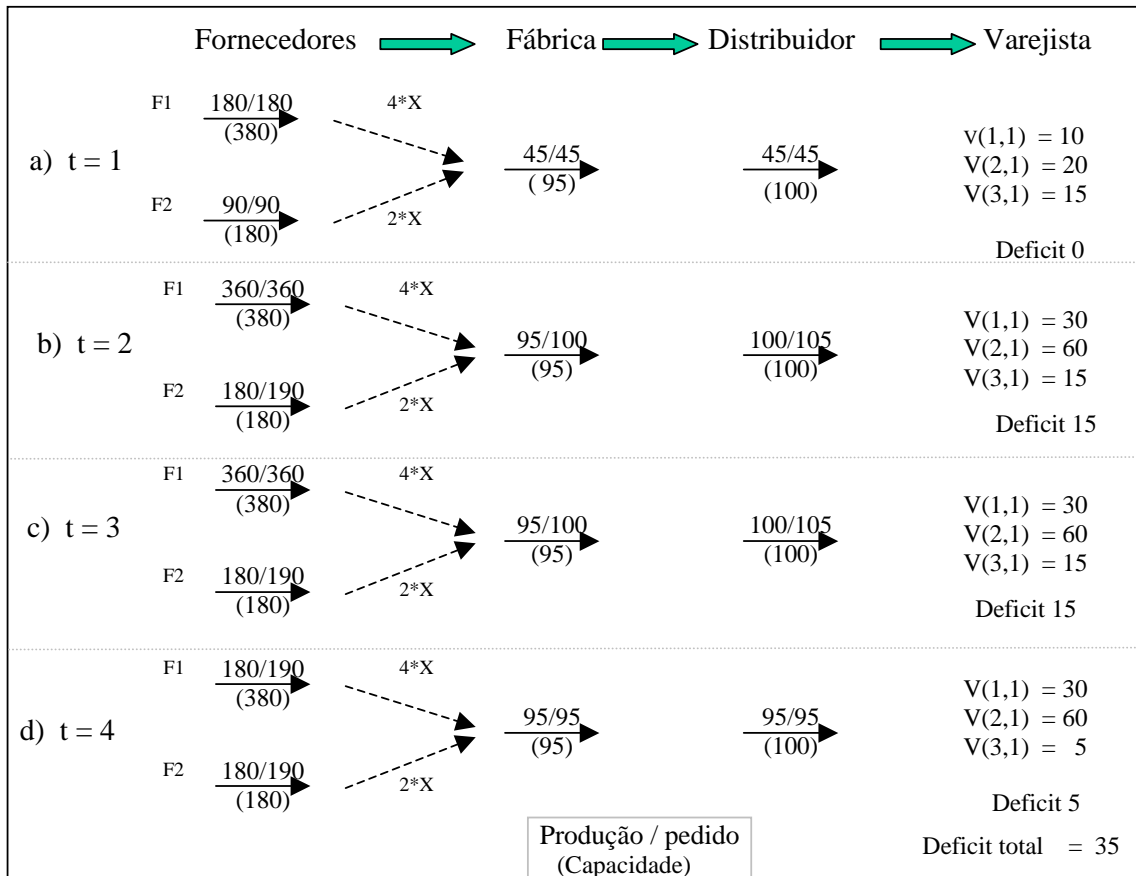 Fornecedores Fábrica Distribuidor Varejista
a) t = 1
F1 180/180 4*X
(380)
F2 90/90 2*X
(180)
45/45
( 95)
45/45
(100)
v(1,1) = 10
V(2,1) = 20
V(3,1) = 15
Deficit 0
b) t = 2
F1 360/360 4*X
(380)
F2 180/190 2*X
(180)
95/100
(95)
100/105
(100)
V(1,1) = 30
V(2,1) = 60
V(3,1) = 15
Deficit 15
c) t = 3
F1 360/360 4*X
(380)
F2 180/190 2*X
(180)
95/100
(95)
100/105
(100)
V(1,1) = 30
V(2,1) = 60
V(3,1) = 15
Deficit 15
d) t = 4
F1 180/190 4*X
(380)
F2 180/190 2*X
(180)
95/95
(95)
95/95
(100)
V(1,1) = 30
V(2,1) = 60
V(3,1) = 5
Deficit 5
Produção / pedido
(Capacidade)
Deficit total = 35